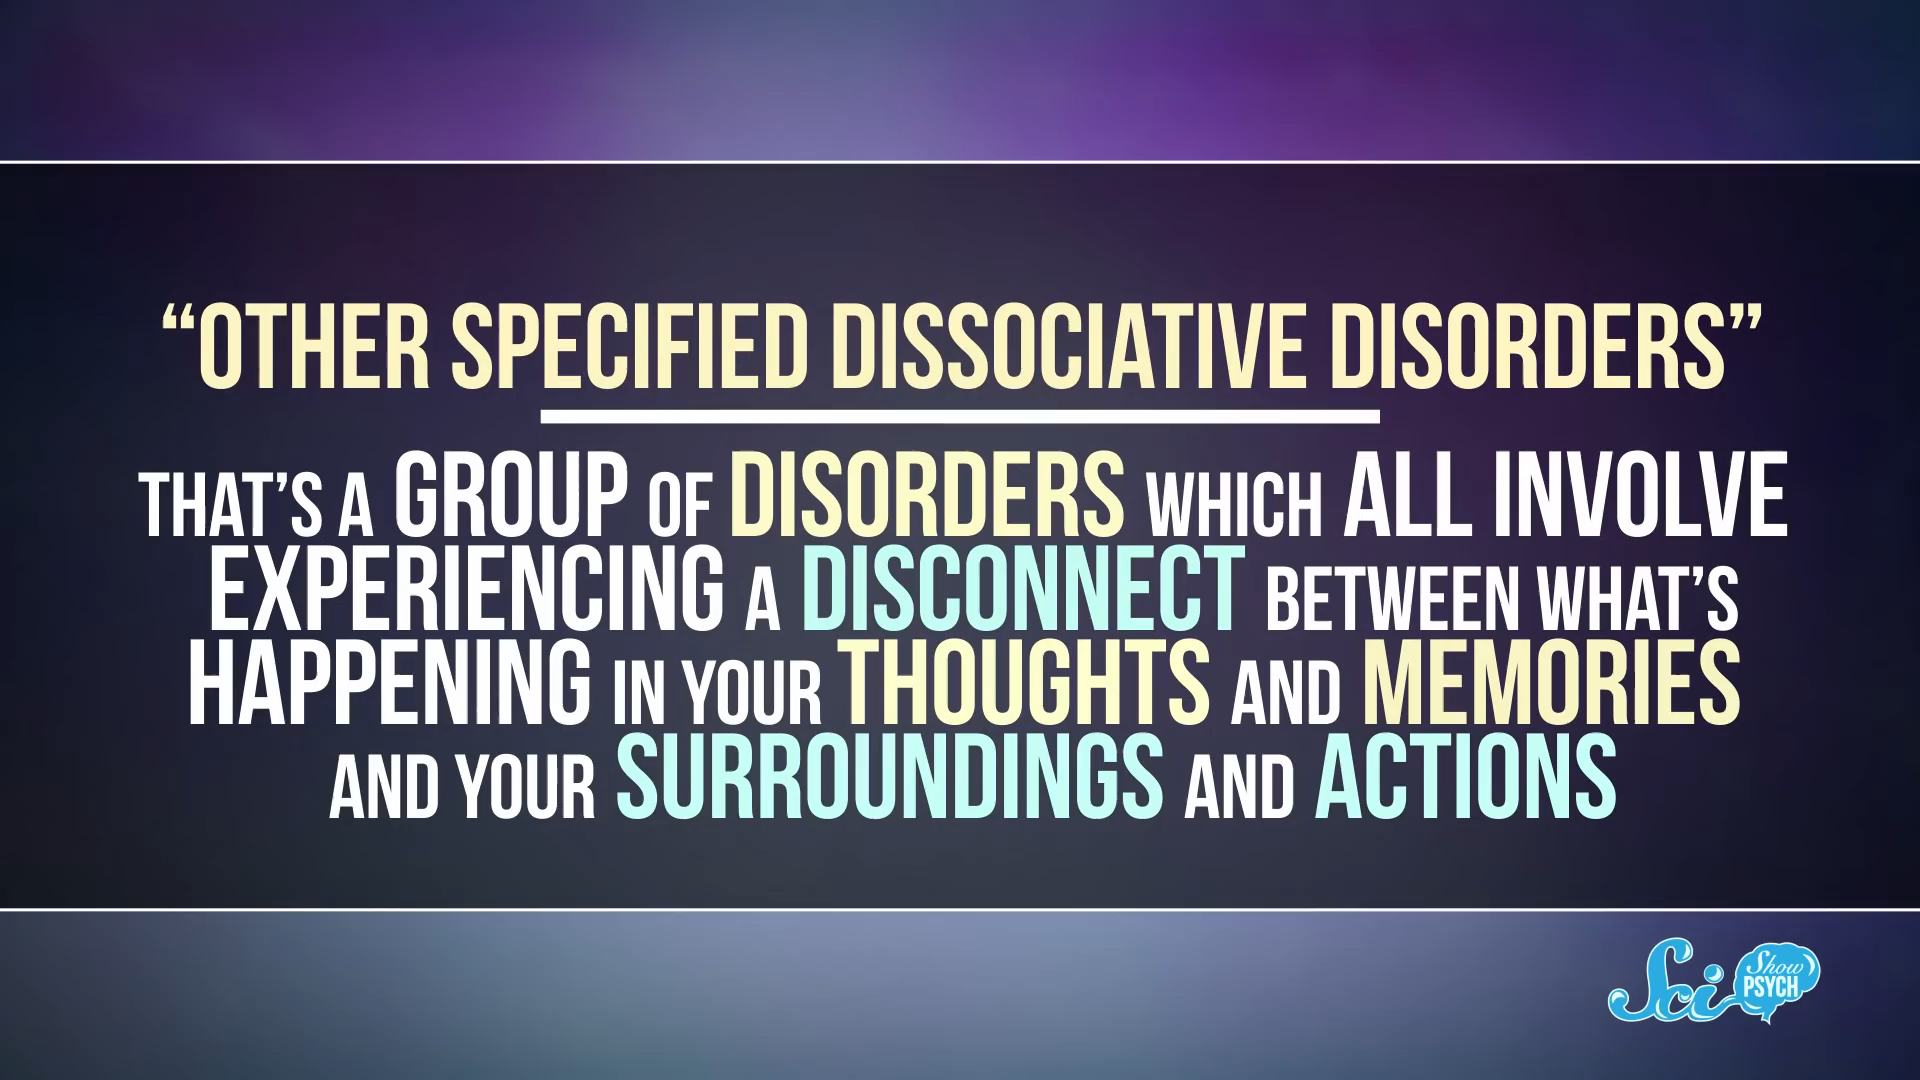 “OTHER SPECIFIED DISSOCIATIVE DISORDERS”
THAT’S A GROUP OF DISORDERS WHICH ALL INVOLVE
EXPERIENCING A DISCONNECT BETWEEN WHAT’S
HAPPENING IN YOUR THOUGHTS AND MEMORIES
AND YOUR SURROUNDINGS AND ACTIONS
Sci Show
PSYCH